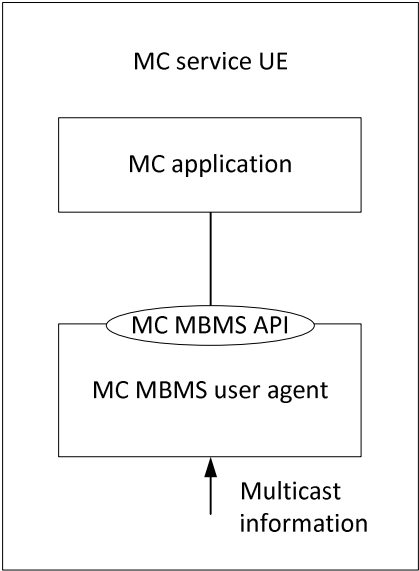 MC service UE
MC application
MC MBMS API
MC MBMS user agent
Multicast
information